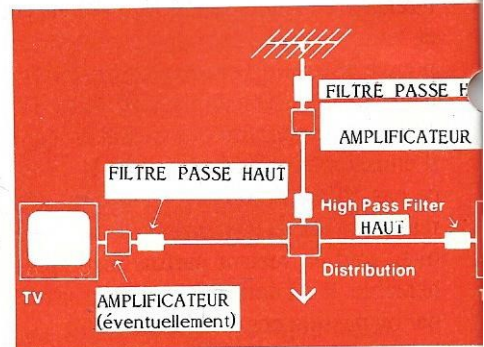 FILTRE PASSE H
AMPLIFICATEUR
FILTRE PASSE HAUT
High Pass Filter
HAUT
Distribution
TV
AMPLIFICATEUR
(éventuellement)
T